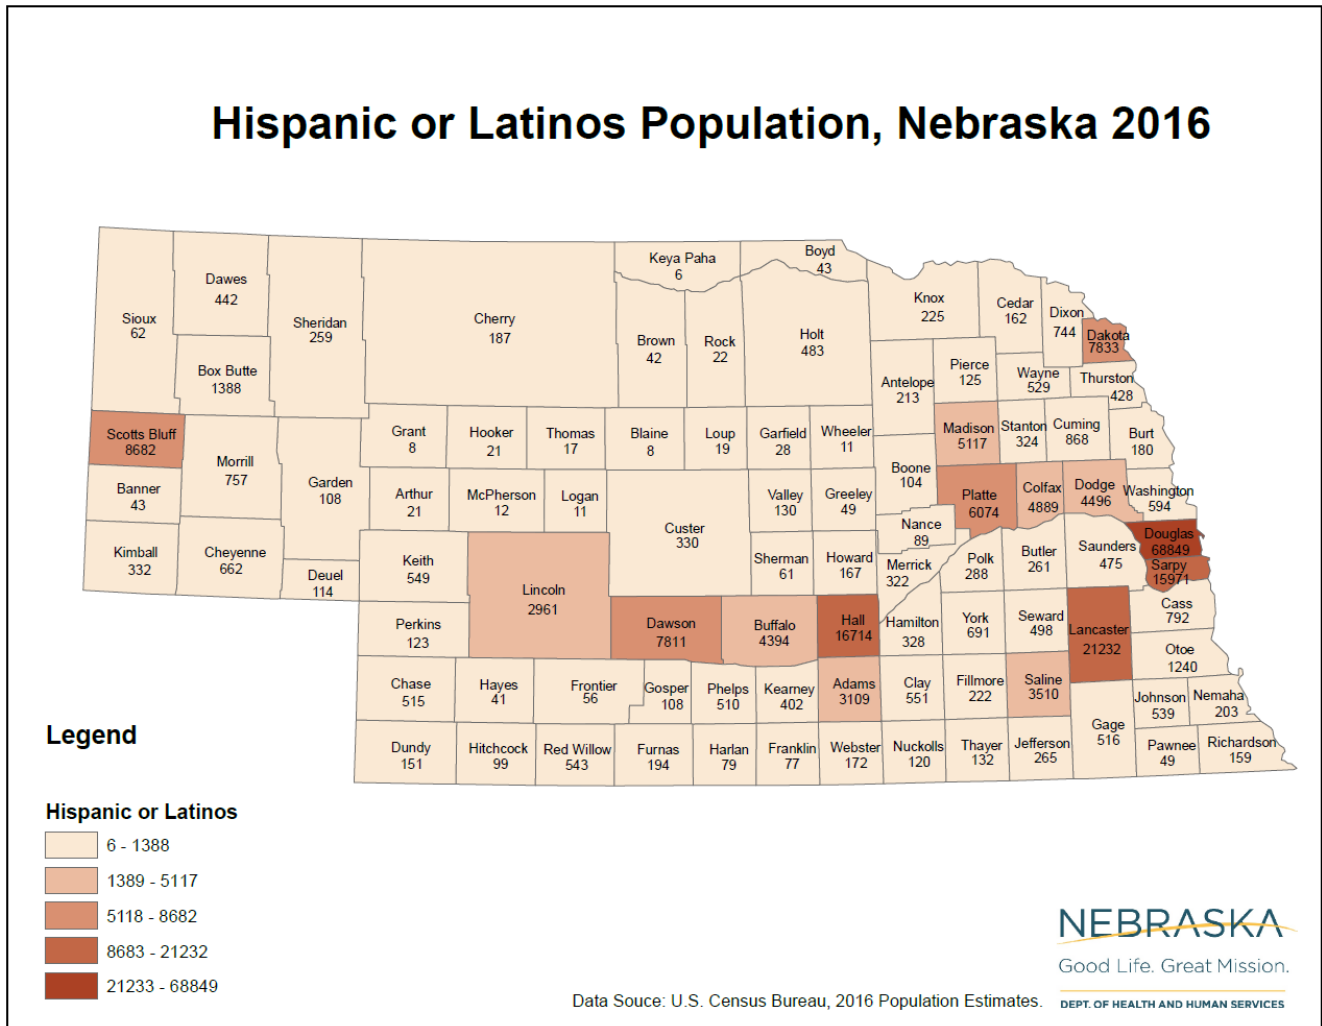 Hispanic or Latinos Population, Nebraska 2016
Sioux
62
Dawes
442
Box Butte
1388
Sheridan
259
Cherry
187
Keya Paha
6
Boyd
43
Brown
42
Rock
22
Holt
483
Knox
225
Cedar
162
Dixon
744
Dakota
7833
Antelope
213
Pierce
125
Wayne
529
Thurston
428
Scotts Bluff
8682
Morrill
757
Banner
43
Kimball
332
Cheyenne
662
Garden
108
Deuel
114
Grant
8
Hooker
21
Thomas
17
Blaine
8
Loup
19
Garfield
28
Wheeler
11
Madison
5117
Stanton
324
Cuming
868
Burt
180
Boone
104
Arthur
21
McPherson
12
Logan
11
Custer
330
Valley
130
Greeley
49
Platte
6074
Colfax
4889
Dodge
4496
Washington
594
Nance
89
Keith
549
Lincoln
2961
Sherman
61
Howard
167
Merrick
322
Polk
288
Butler
261
Saunders
475
Douglas
68849
Sarpy
15971
Perkins
123
Dawson
7811
Buffalo
4394
Hall
16714
Hamilton
328
York
691
Seward
498
Lancaster
21232
Cass
792
Otoe
1240
Chase
515
Hayes
41
Frontier
56
Gosper
108
Phelps
510
Kearney
402
Adams
3109
Clay
551
Fillmore
222
Saline
3510
Gage
516
Johnson
539
Nemaha
203
Dundy
151
Hitchcock
99
Red Willow
543
Furnas
194
Harlan
79
Franklin
77
Webster
172
Nuckolls
120
Thayer
132
Jefferson
265
Pawnee
49
Richardson
159
Legend
Hispanic or Latinos
6 - 1388
1389 - 5117
5118 - 8682
8683 - 21232
21233 - 68849
Data Souce: U.S. Census Bureau, 2016 Population Estimates.
NEBRASKA
Good Life. Great Mission.
DEPT. OF HEALTH AND HUMAN SERVICES